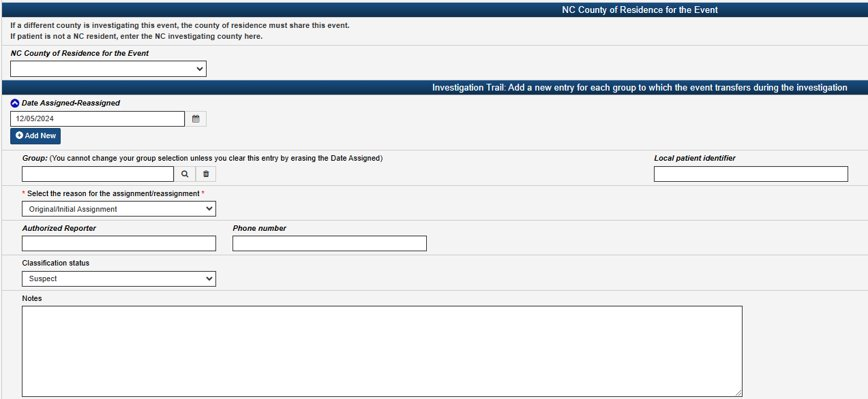 NC County of Residence for the Event
If a different county is investigating this event, the county of residence must share this event.
If patient is not a NC resident, enter the NC investigating county here.
NC County of Residence for the Event
Investigation Trail: Add a new entry for each group to which the event transfers during the investigation
Date Assigned-Reassigned
12/05/2024
Add New
Group: (You cannot change your group selection unless you clear this entry by erasing the Date Assigned)
Local patient identifier
* Select the reason for the assignment/reassignment *
Original/Initial Assignment
Authorized Reporter
Phone number
Classification status
Suspect
Notes